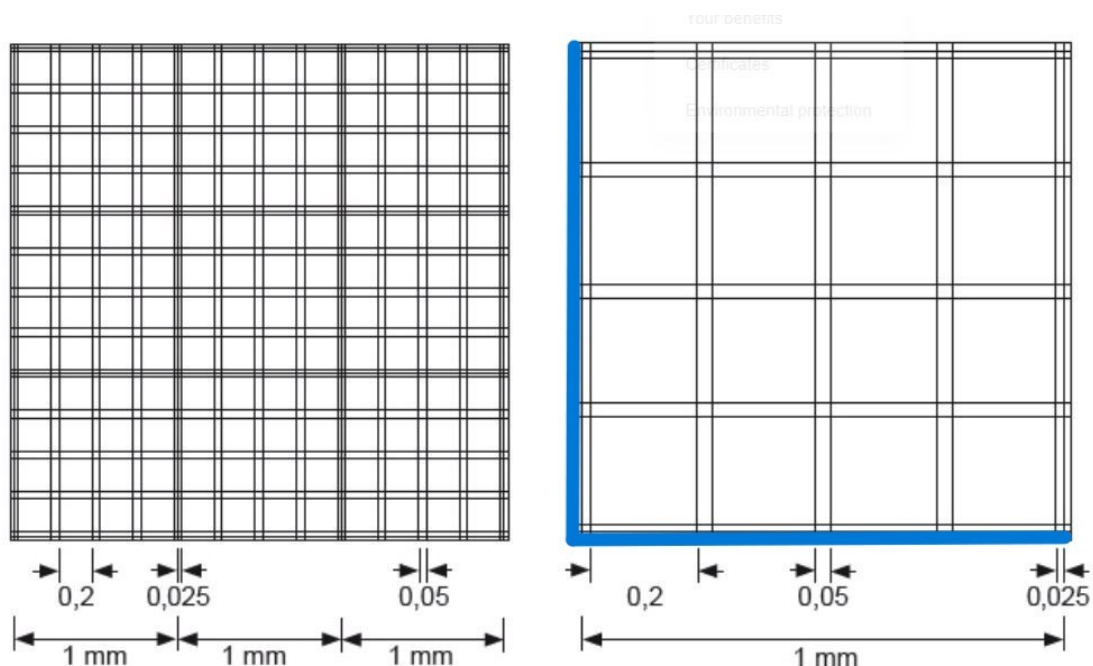 Your benefits
Certificates
Environmental protection
0,2 0,025 0,05
1 mm 1 mm 1 mm
0,2 0,05 0,025
1 mm